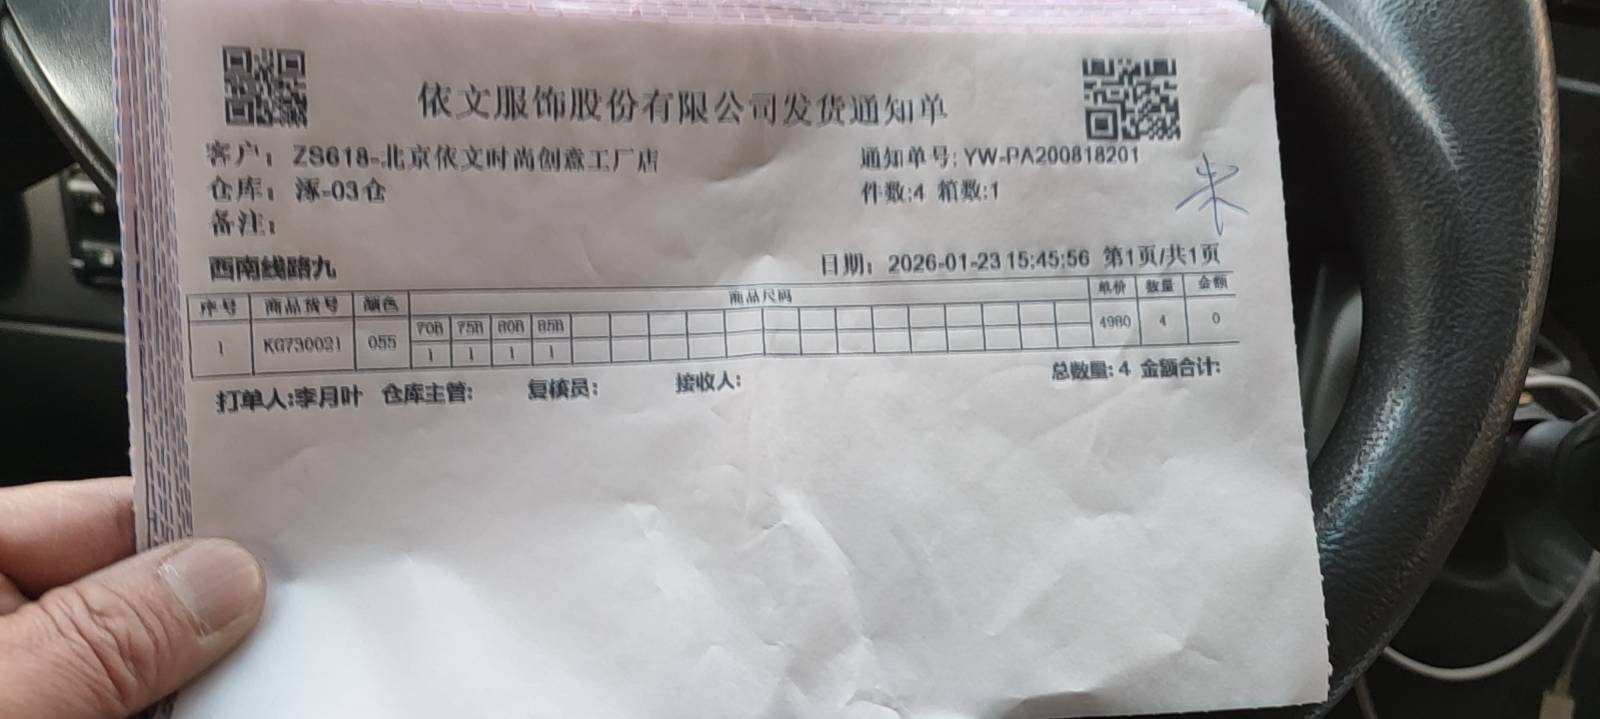 依文服饰股份有限公司发货通知单
客户：ZS618-北京依文时尚创意工厂店 通知单号:YW-PA200818201
仓库：涿-03仓 件数:4 箱数:1
备注：
西南线路九 日期：2026-01-23 15:45:56 第1页/共1页
序号 商品货号 颜色 商品尺码 单价 数量 金额
70B 75B 80B 85B
1 KG730021 055 1 1 1 1 4980 4 0
打单人:李月叶 仓库主管: 复核员: 接收人: 总数量: 4 金额合计: